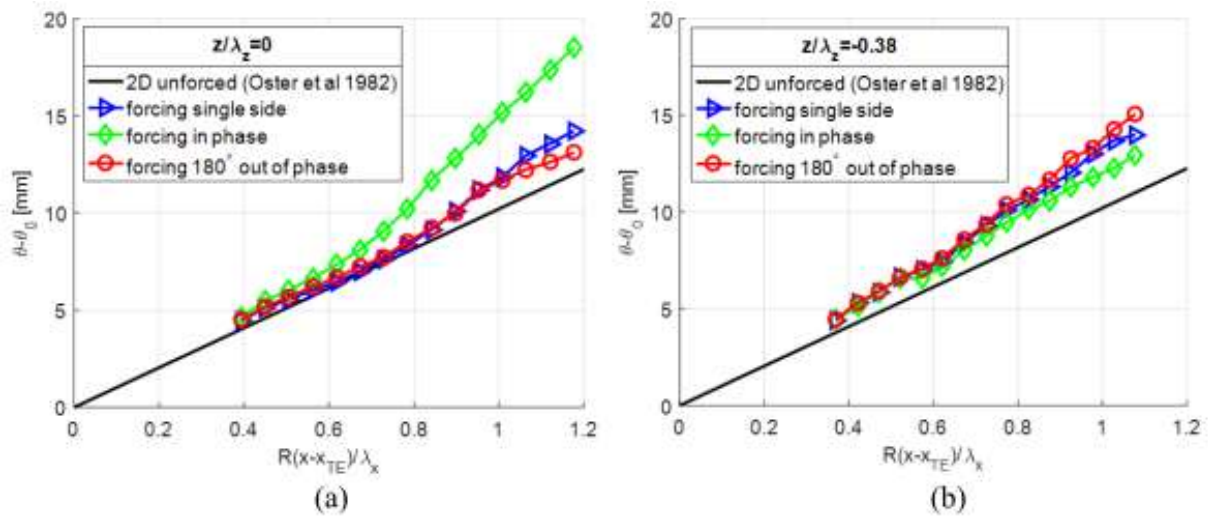 z/λz=0
2D unforced (Oster et al 1982)
forcing single side
forcing in phase
forcing 180° out of phase
20
15
10
5
0
θ-θ0 [mm]
0 0.2 0.4 0.6 0.8 1 1.2
R(x-xTE)/λx
(a)
z/λz=-0.38
2D unforced (Oster et al 1982)
forcing single side
forcing in phase
forcing 180° out of phase
20
15
10
5
0
θ-θ0 [mm]
0 0.2 0.4 0.6 0.8 1 1.2
R(x-xTE)/λx
(b)